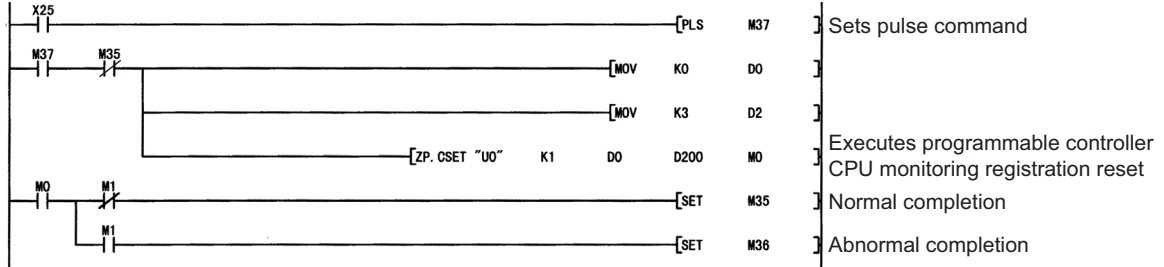 X25
[PLS M37 ] Sets pulse command
M37 M35
[MOV K0 D0 ]
[MOV K3 D2 ]
[ZP.CSET "U0" K1 D0 D200 M0 ] Executes programmable controller
CPU monitoring registration reset
M0 M1
[SET M35 ] Normal completion
M1
[SET M36 ] Abnormal completion